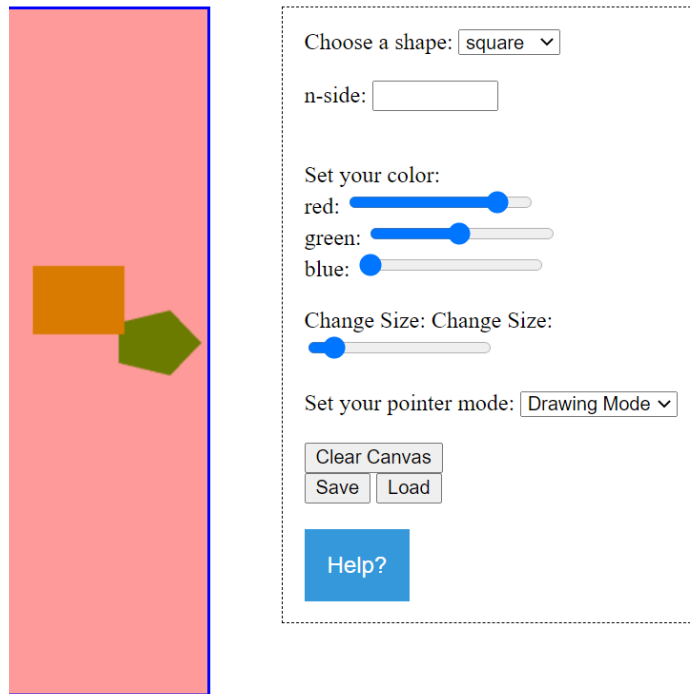 Choose a shape: square
n-side:
Set your color:
red:
green:
blue:
Change Size: Change Size:
Set your pointer mode: Drawing Mode
Clear Canvas
Save Load
Help?